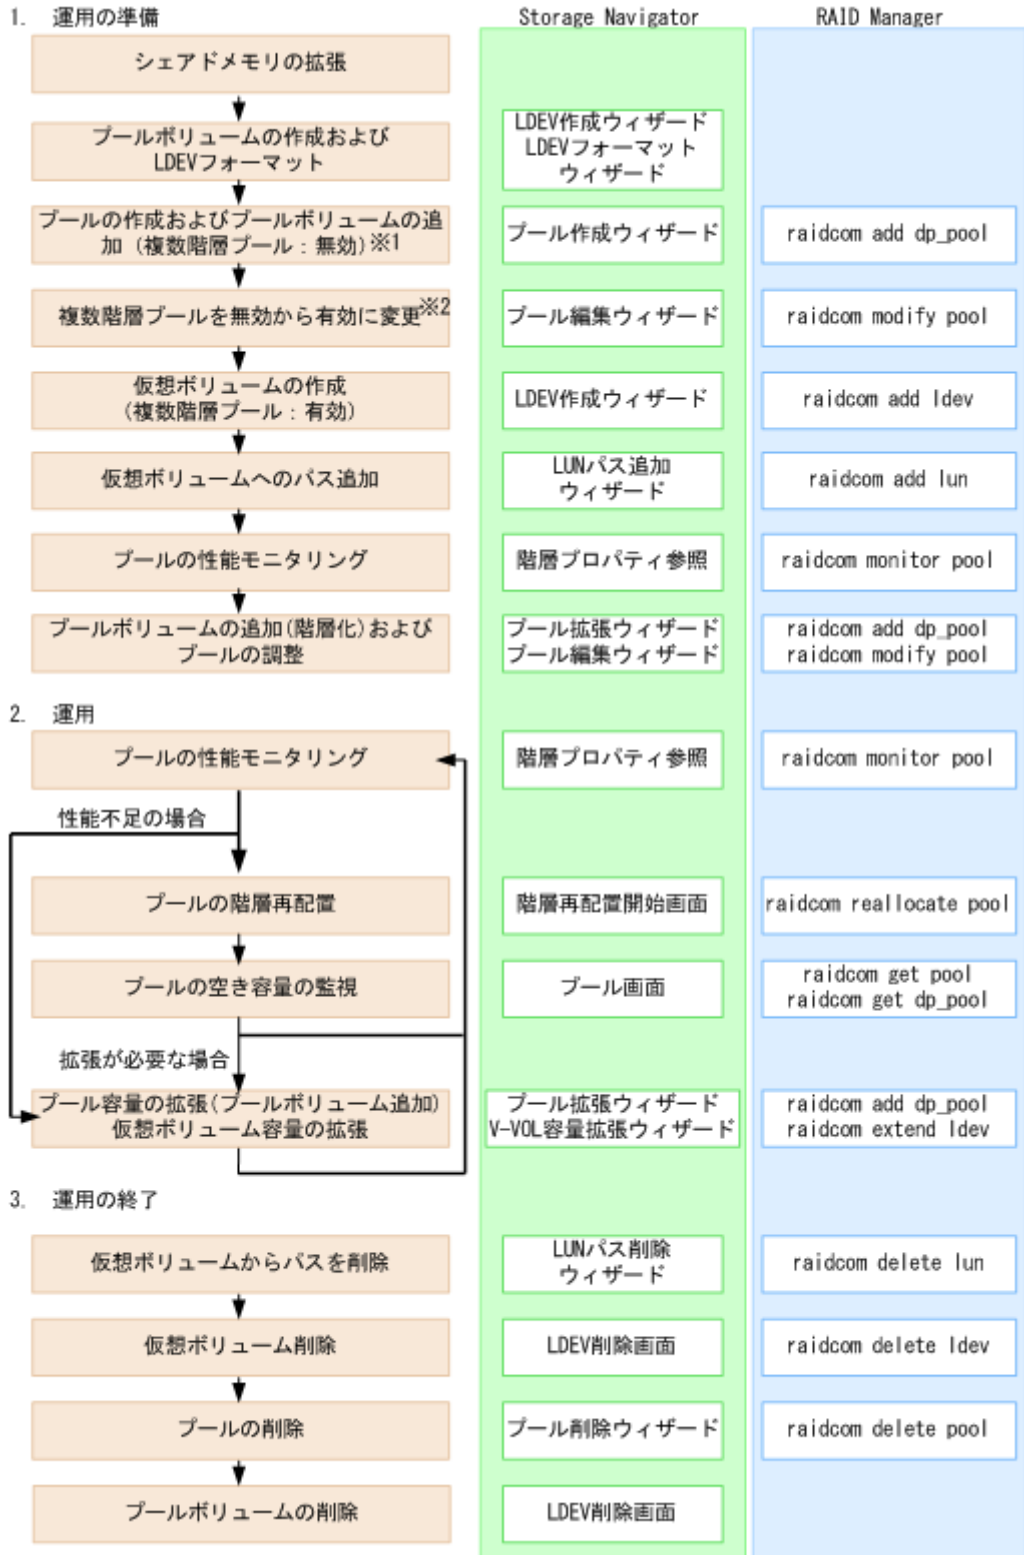 1. 運用の準備
Storage Navigator
RAID Manager
シェアドメモリの拡張
プールボリュームの作成および
LDEVフォーマット
LDEV作成ウィザード
LDEVフォーマット
ウィザード
プールの作成およびプールボリュームの追
加（複数階層プール：無効）※1
プール作成ウィザード
raidcom add dp_pool
複数階層プールを無効から有効に変更※2
プール編集ウィザード
raidcom modify pool
仮想ボリュームの作成
（複数階層プール：有効）
LDEV作成ウィザード
raidcom add ldev
仮想ボリュームへのパス追加
LUNパス追加
ウィザード
raidcom add lun
プールの性能モニタリング
階層プロパティ参照
raidcom monitor pool
プールボリュームの追加(階層化)および
プールの調整
プール拡張ウィザード
プール編集ウィザード
raidcom add dp_pool
raidcom modify pool
2. 運用
プールの性能モニタリング
階層プロパティ参照
raidcom monitor pool
性能不足の場合
プールの階層再配置
階層再配置開始画面
raidcom reallocate pool
プールの空き容量の監視
プール画面
raidcom get pool
raidcom get dp_pool
拡張が必要な場合
プール容量の拡張(プールボリューム追加)
仮想ボリューム容量の拡張
プール拡張ウィザード
V-VOL容量拡張ウィザード
raidcom add dp_pool
raidcom extend ldev
3. 運用の終了
仮想ボリュームからパスを削除
LUNパス削除
ウィザード
raidcom delete lun
仮想ボリューム削除
LDEV削除画面
raidcom delete ldev
プールの削除
プール削除ウィザード
raidcom delete pool
プールボリュームの削除
LDEV削除画面